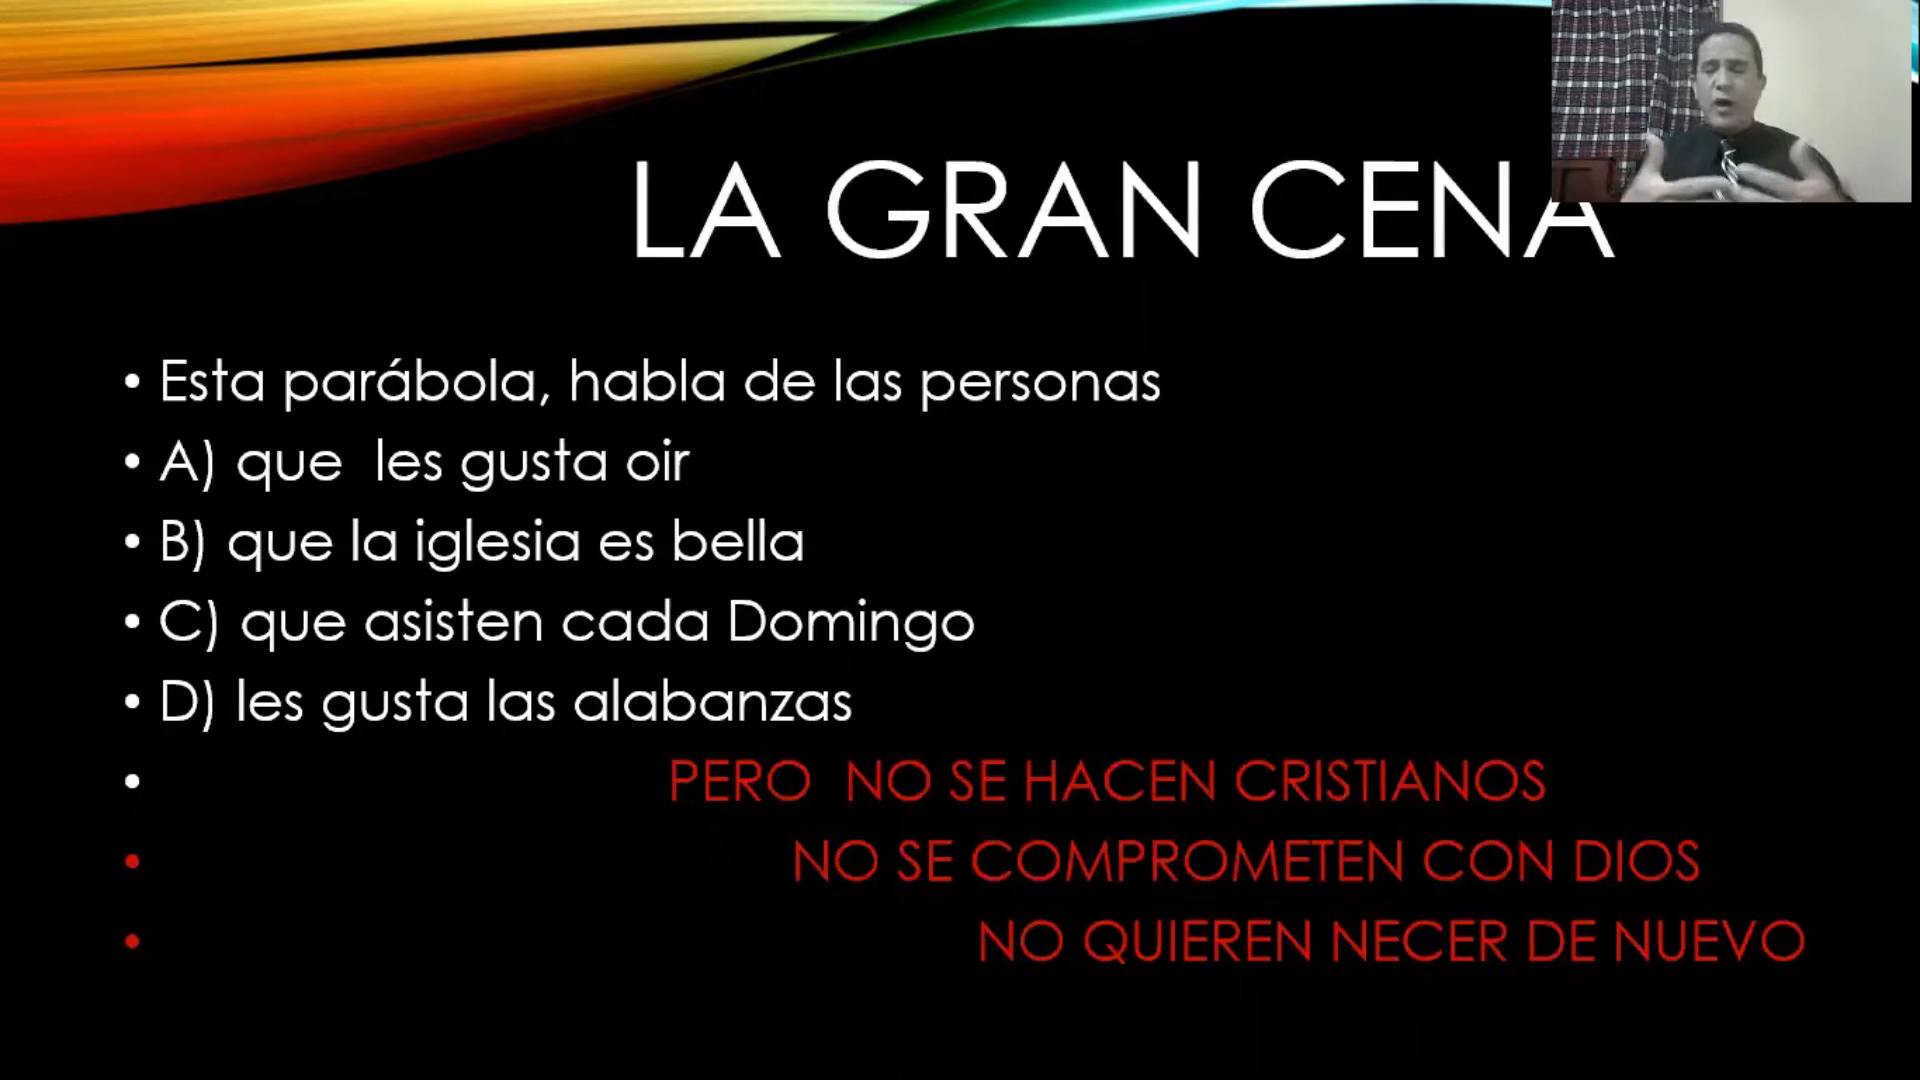 LA GRAN CENA
• Esta parábola, habla de las personas
• A) que  les gusta oir
• B) que la iglesia es bella
• C) que asisten cada Domingo
• D) les gusta las alabanzas
• PERO  NO SE HACEN CRISTIANOS
• NO SE COMPROMETEN CON DIOS
• NO QUIEREN NECER DE NUEVO